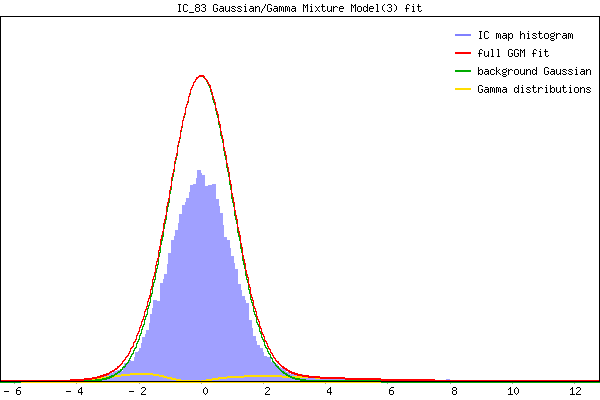 IC_83 Gaussian/Gamma Mixture Model(3) fit
IC map histogram
full GGM fit
background Gaussian
Gamma distributions
-6 -4 -2 0 2 4 6 8 10 12